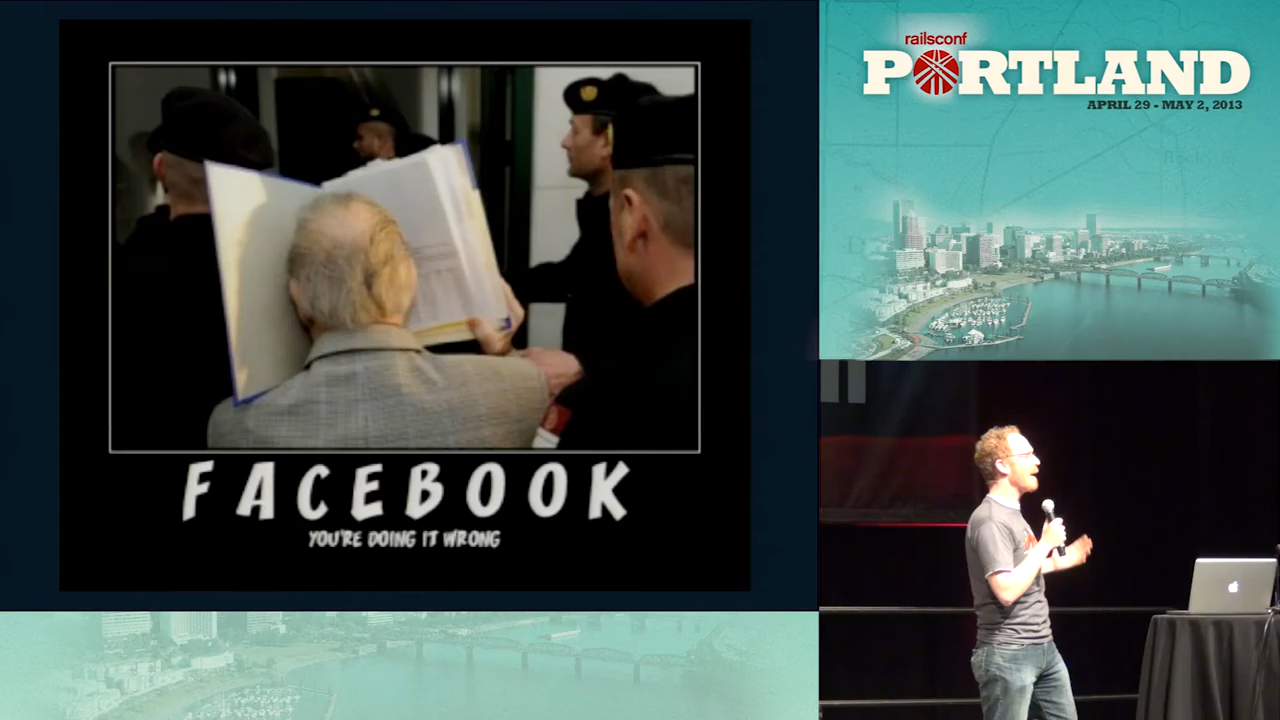 FACEBOOK
YOU'RE DOING IT WRONG
railsconf
PORTLAND
APRIL 29 - MAY 2, 2013